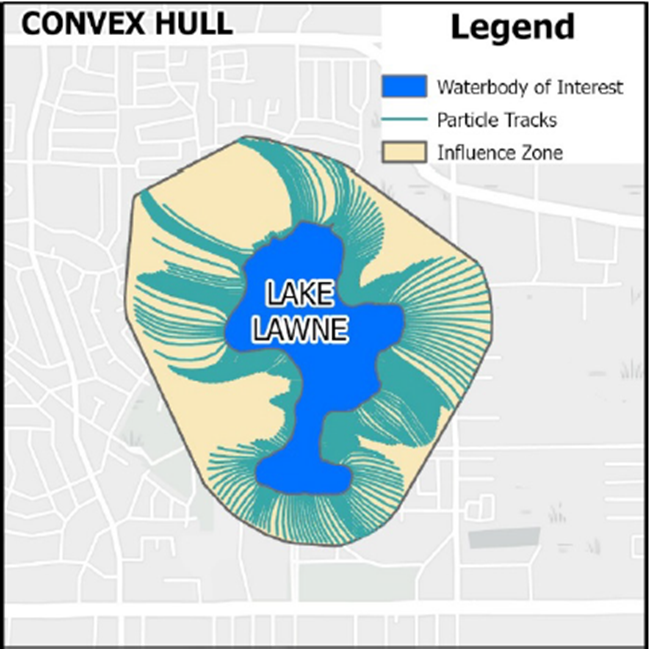 CONVEX HULL
Legend
Waterbody of Interest
Particle Tracks
Influence Zone
LAKE
LAWNE